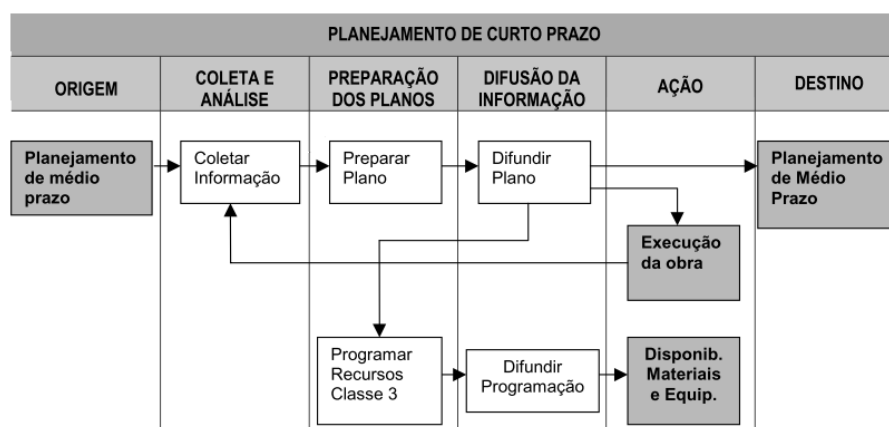 PLANEJAMENTO DE CURTO PRAZO
ORIGEM
COLETA E
ANÁLISE
PREPARAÇÃO
DOS PLANOS
DIFUSÃO DA
INFORMAÇÃO
AÇÃO
DESTINO
Planejamento
de médio
prazo
Coletar
Informação
Preparar
Plano
Difundir
Plano
Planejamento
de Médio
Prazo
Execução
da obra
Programar
Recursos
Classe 3
Difundir
Programação
Disponib.
Materiais
e Equip.